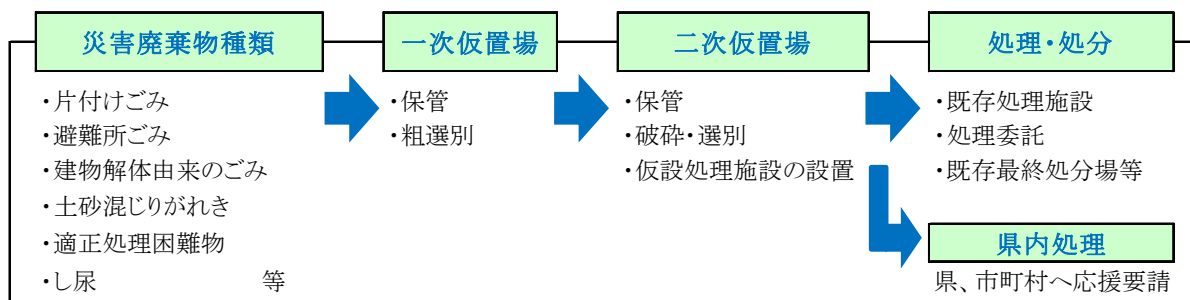 災害廃棄物種類
・片付けごみ
・避難所ごみ
・建物解体由来のごみ
・土砂混じりがれき
・適正処理困難物
・し尿 等
一次仮置場
・保管
・粗選別
二次仮置場
・保管
・破砕・選別
・仮設処理施設の設置
処理・処分
・既存処理施設
・処理委託
・既存最終処分場等
県内処理
県、市町村へ応援要請